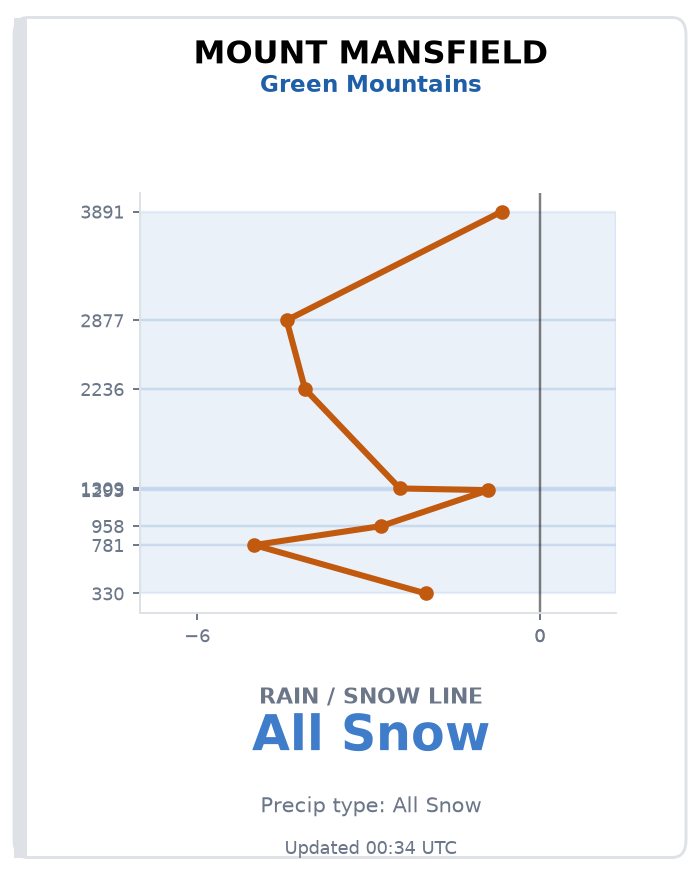 MOUNT MANSFIELD
Green Mountains
3891
2877
2236
958
781
330
−6
0
RAIN / SNOW LINE
All Snow
Precip type: All Snow
Updated 00:34 UTC